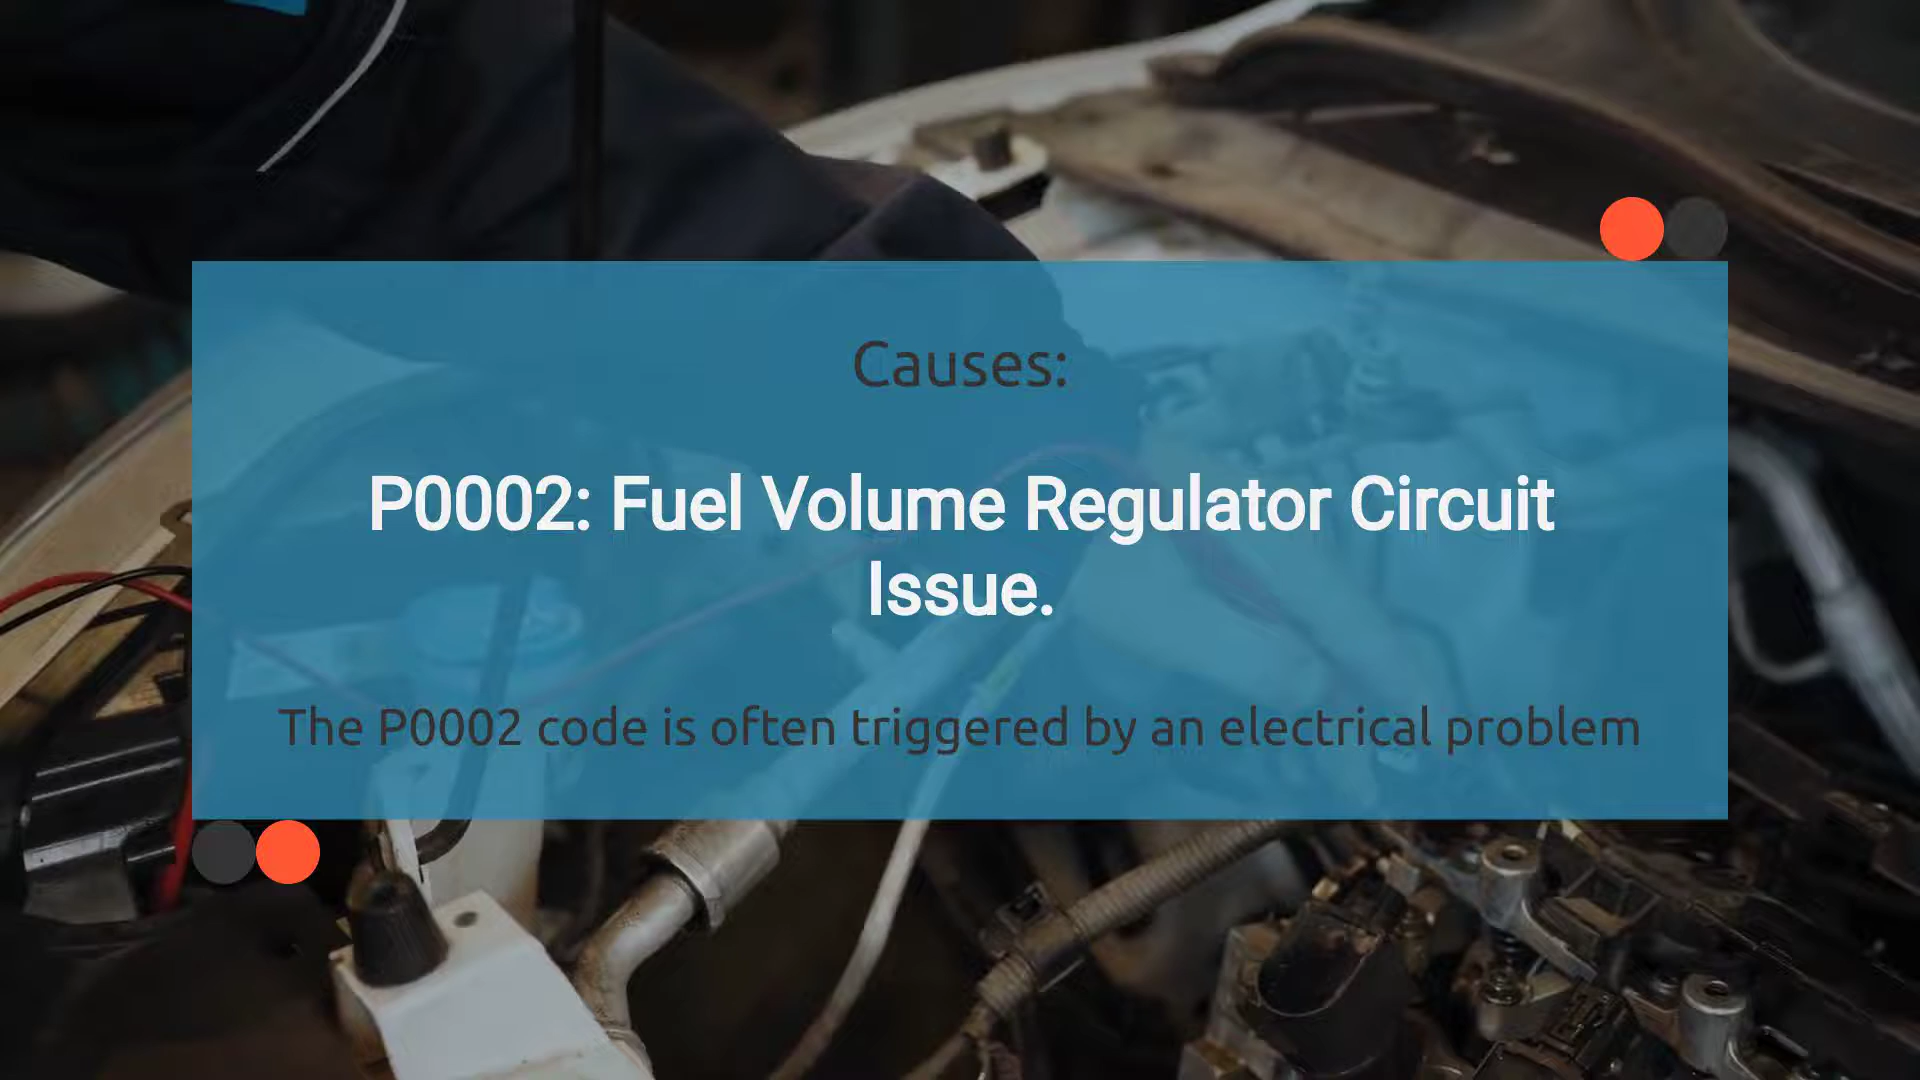 Causes:
P0002: Fuel Volume Regulator Circuit
Issue.
The P0002 code is often triggered by an electrical problem